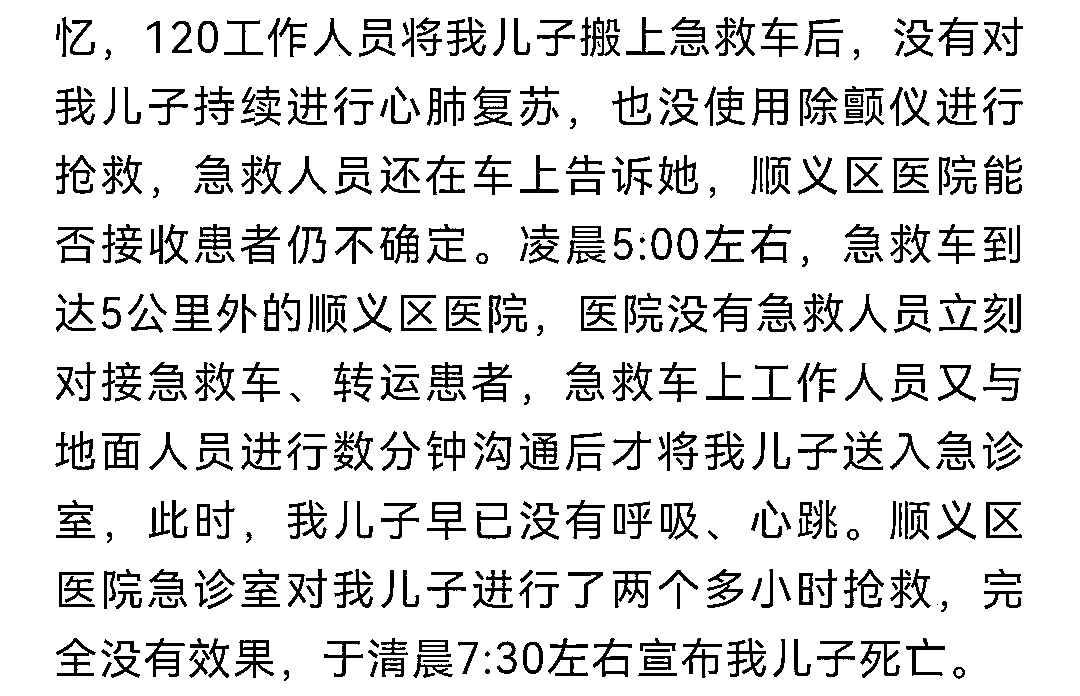 忆，120工作人员将我儿子搬上急救车后，没有对
我儿子持续进行心肺复苏，也没使用除颤仪进行
抢救，急救人员还在车上告诉她，顺义区医院能
否接收患者仍不确定。凌晨5:00左右，急救车到
达5公里外的顺义区医院，医院没有急救人员立刻
对接急救车、转运患者，急救车上工作人员又与
地面人员进行数分钟沟通后才将我儿子送入急诊
室，此时，我儿子早已没有呼吸、心跳。顺义区
医院急诊室对我儿子进行了两个多小时抢救，完
全没有效果，于清晨7:30左右宣布我儿子死亡。